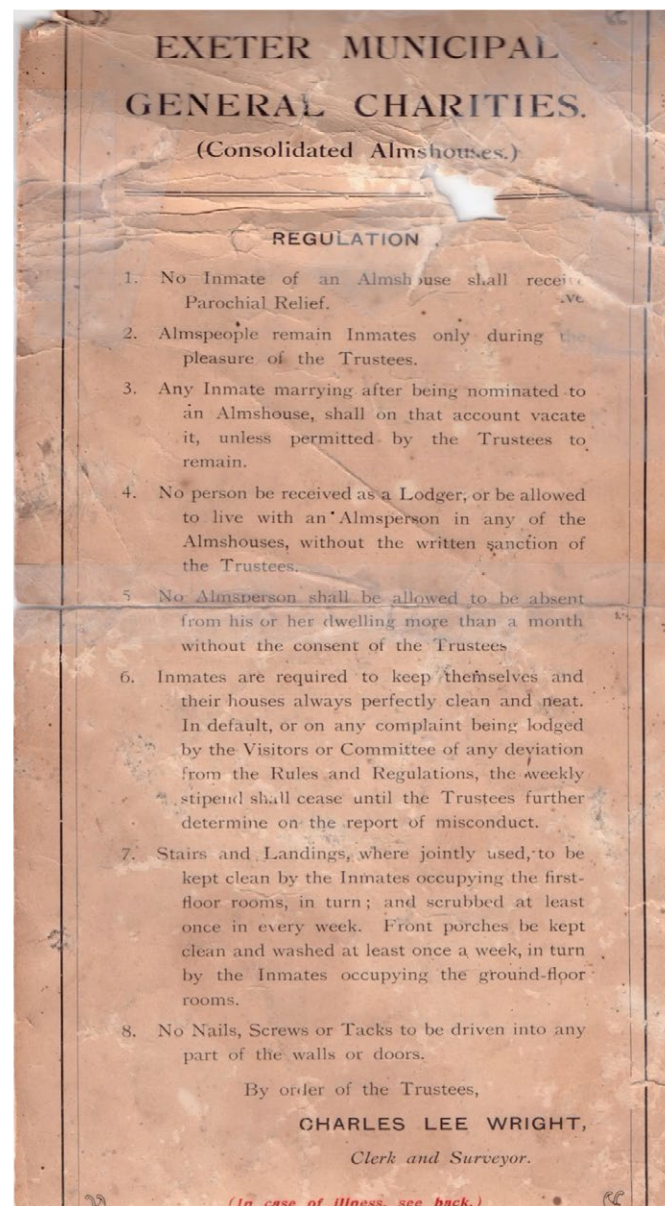 EXETER MUNICIPAL
GENERAL CHARITIES.
(Consolidated Almshouses.)
REGULATION
1. No Inmate of an Almshouse shall receive
Parochial Relief.
2. Almspeople remain Inmates only during the
pleasure of the Trustees.
3. Any Inmate marrying after being nominated to
an Almshouse, shall on that account vacate
it, unless permitted by the Trustees to
remain.
4. No person be received as a Lodger, or be allowed
to live with an Almsperson in any of the
Almshouses, without the written sanction of
the Trustees.
5 No Almsperson shall be allowed to be absent
from his or her dwelling more than a month
without the consent of the Trustees
6. Inmates are required to keep themselves and
their houses always perfectly clean and neat.
In default, or on any complaint being lodged
by the Visitors or Committee of any deviation
from the Rules and Regulations, the weekly
stipend shall cease until the Trustees further
determine on the report of misconduct.
7. Stairs and Landings, where jointly used, to be
kept clean by the Inmates occupying the first-
floor rooms, in turn; and scrubbed at least
once in every week. Front porches be kept
clean and washed at least once a week, in turn
by the Inmates occupying the ground-floor
rooms.
8. No Nails, Screws or Tacks to be driven into any
part of the walls or doors.
By order of the Trustees,
CHARLES LEE WRIGHT,
Clerk and Surveyor.
(In case of illness, see back.)